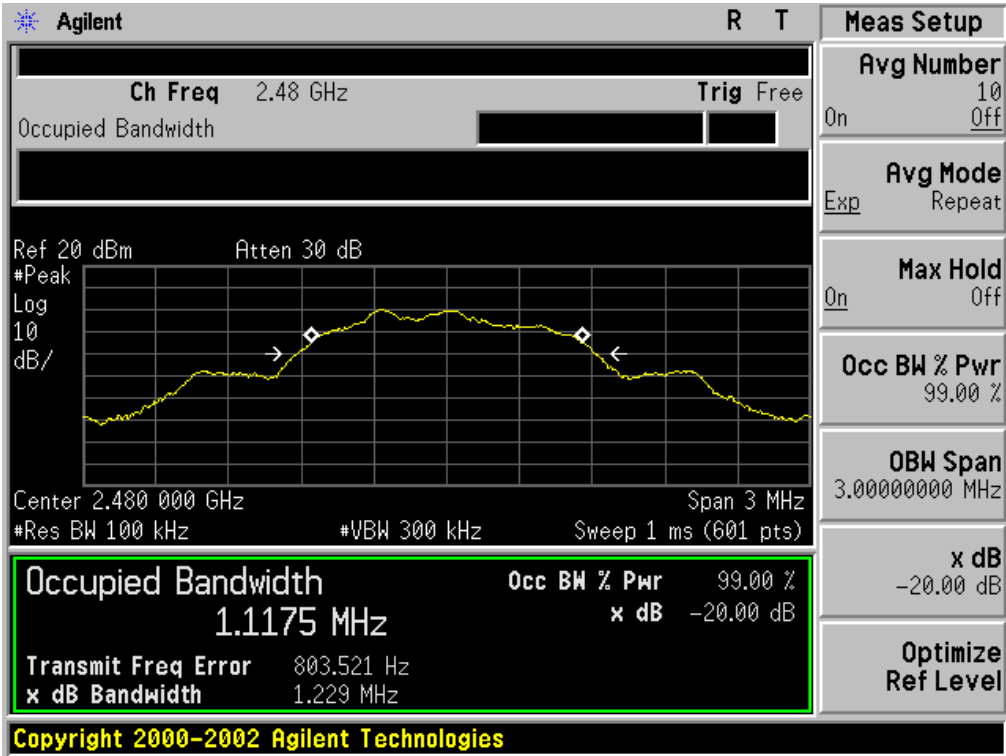 Agilent R T
Meas Setup
Ch Freq 2.48 GHz Trig Free
Occupied Bandwidth
Ref 20 dBm Atten 30 dB
#Peak
Log
10
dB/
Center 2.480 000 GHz Span 3 MHz
#Res BW 100 kHz #VBW 300 kHz Sweep 1 ms (601 pts)
Occupied Bandwidth Occ BW % Pwr 99.00 %
1.1175 MHz x dB -20.00 dB
Transmit Freq Error 803.521 Hz
x dB Bandwidth 1.229 MHz
Avg Number
10
On Off
Avg Mode
Exp Repeat
Max Hold
On Off
Occ BW % Pwr
99.00 %
OBW Span
3.00000000 MHz
x dB
-20.00 dB
Optimize
Ref Level
Copyright 2000-2002 Agilent Technologies